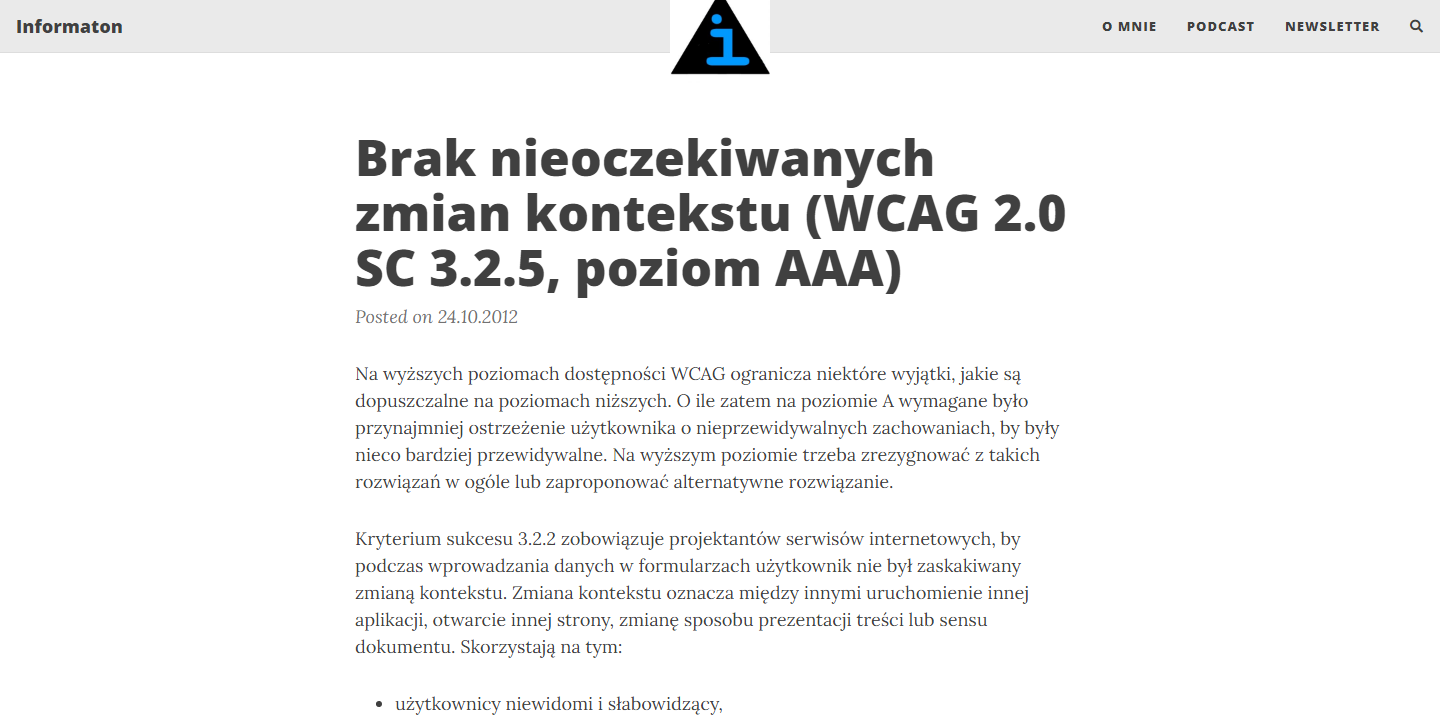 Informaton
i
O MNIE
PODCAST
NEWSLETTER
Brak nieoczekiwanych
zmian kontekstu (WCAG 2.0
SC 3.2.5, poziom AAA)
Posted on 24.10.2012
Na wyższych poziomach dostępności WCAG ogranicza niektóre wyjątki, jakie są
dopuszczalne na poziomach niższych. O ile zatem na poziomie A wymagane było
przynajmniej ostrzeżenie użytkownika o nieprzewidywalnych zachowaniach, by były
nieco bardziej przewidywalne. Na wyższym poziomie trzeba zrezygnować z takich
rozwiązań w ogóle lub zaproponować alternatywne rozwiązanie.
Kryterium sukcesu 3.2.2 zobowiązuje projektantów serwisów internetowych, by
podczas wprowadzania danych w formularzach użytkownik nie był zaskakiwany
zmianą kontekstu. Zmiana kontekstu oznacza między innymi uruchomienie innej
aplikacji, otwarcie innej strony, zmianę sposobu prezentacji treści lub sensu
dokumentu. Skorzystają na tym:
• użytkownicy niewidomi i słabowidzący,